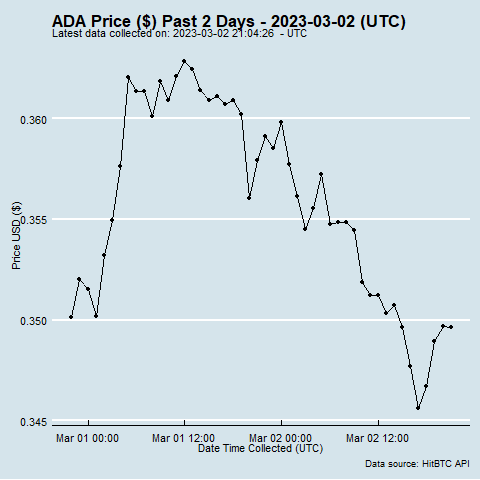 ADA Price ($) Past 2 Days - 2023-03-02 (UTC)
Latest data collected on: 2023-03-02 21:04:26 - UTC
Price USD ($)
0.360
0.355
0.350
0.345
Mar 01 00:00
Mar 01 12:00
Mar 02 00:00
Mar 02 12:00
Date Time Collected (UTC)
Data source: HitBTC API